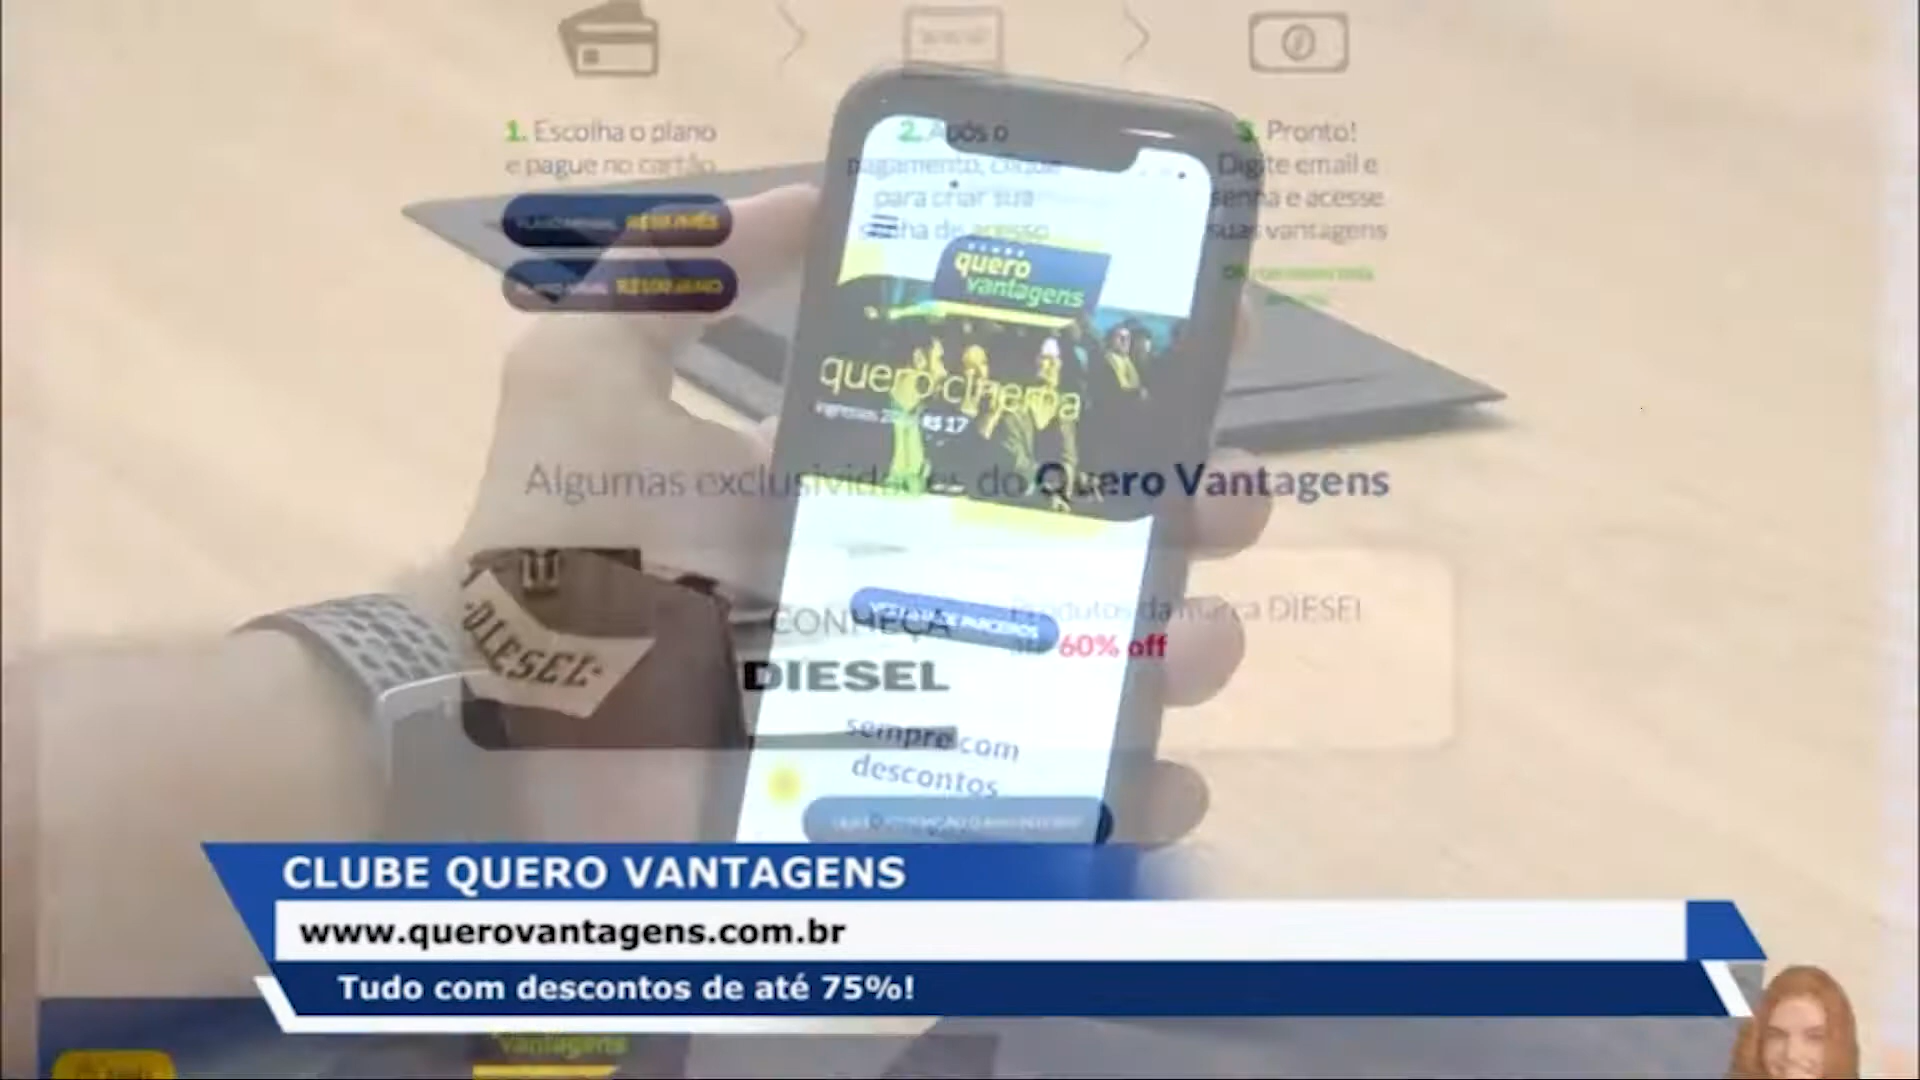 1. Escolha o plano
e pague no cartão
2. Após o
pagamento, clique
para criar sua
senha de acesso
3. Pronto!
Digite email e
senha e acesse
suas vantagens
quero
vantagens
quero cinema
R$ 17
Algumas exclusividades do Quero Vantagens
DIESEL
CONHEÇA
DIESEL
Produtos da marca DIESEL
até 60% off
sempre com
descontos
CLUBE QUERO VANTAGENS
www.querovantagens.com.br
Tudo com descontos de até 75%!
vantagens